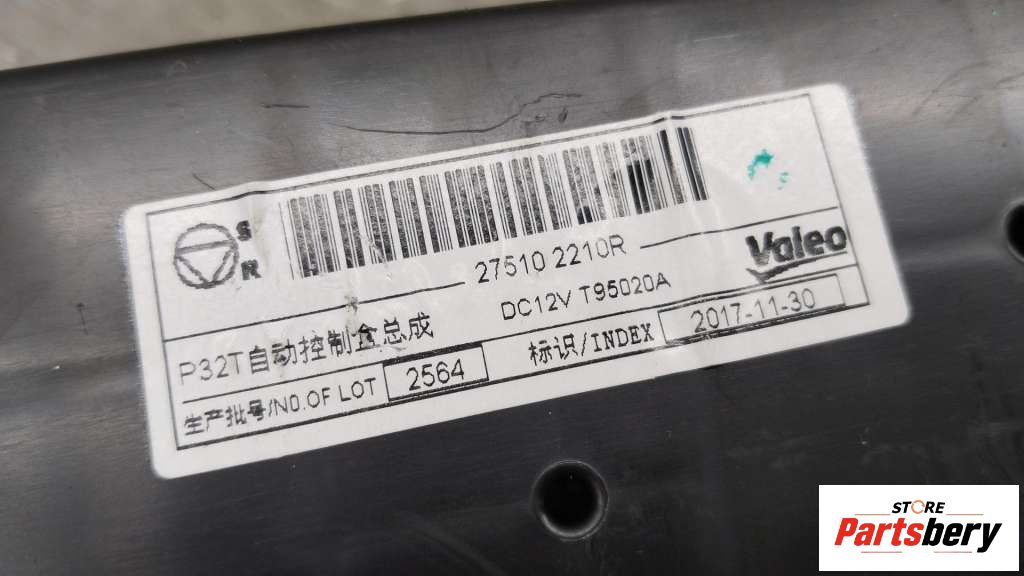 S
R
27510 2210R
Valeo
P32T自动控制盒总成
DC12V T95020A
生产批号/NO.OF LOT 2564 标识/INDEX 2017-11-30
STORE
Partsbery